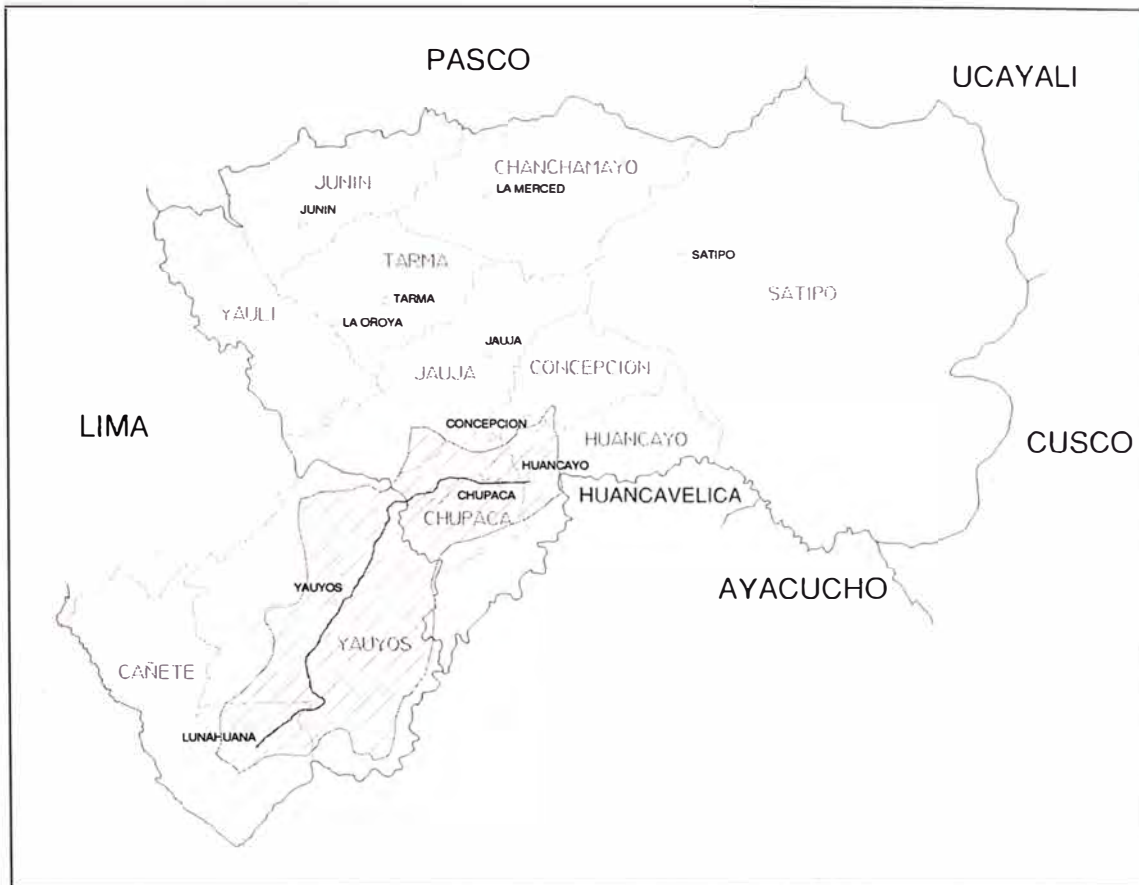 PASCO
UCAYALI
CHANCHAMAYO
LA MERCED
JUNIN
JUNIN
SATIPO
TARMA
SATIPO
TARMA
YAULI
LA OROYA
JAUJA
CONCEPCION
JAUJA
LIMA
CONCEPCION
HUANCAYO
CUSCO
HUANCAYO
CHUPACA
HUANCAVELICA
CHUPACA
YAUYOS
AYACUCHO
YAUYOS
CAÑETE
LUNAHUANA